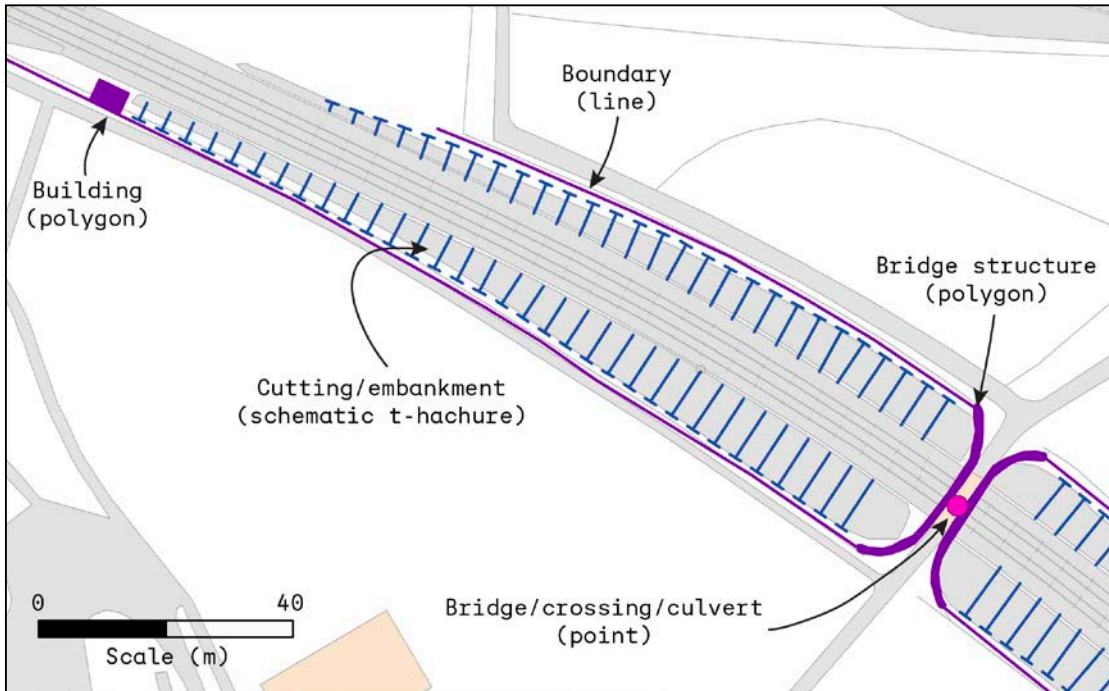 Boundary
(line)
Building
(polygon)
Bridge structure
(polygon)
Cutting/embankment
(schematic t-hachure)
Bridge/crossing/culvert
(point)
0 40
Scale (m)